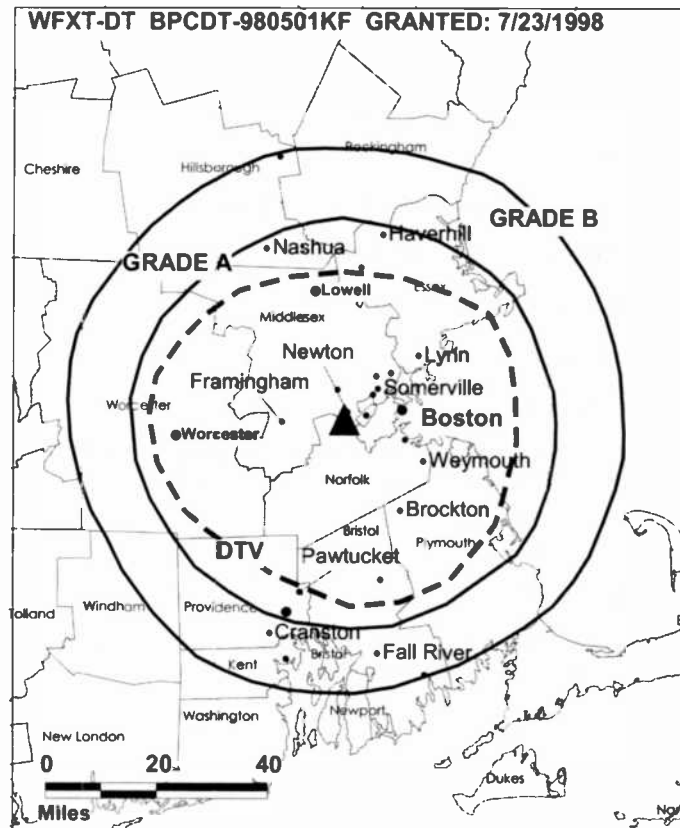 WFXT-DT BPCDT-980501KF GRANTED: 7/23/1998
Rockingham
Hillsborough
Cheshire
GRADE B
Haverhill
Nashua
GRADE A
Lowell
Essex
Middlesex
Newton
Lynn
Framingham
Somerville
Worcester
Boston
Worcester
Weymouth
Norfolk
Brockton
Bristol
Plymouth
DTV
Pawtucket
Tolland
Windham
Providence
Cranston
Bristol
Fall River
Kent
Newport
Washington
New London
0 20 40
Dukes
Miles